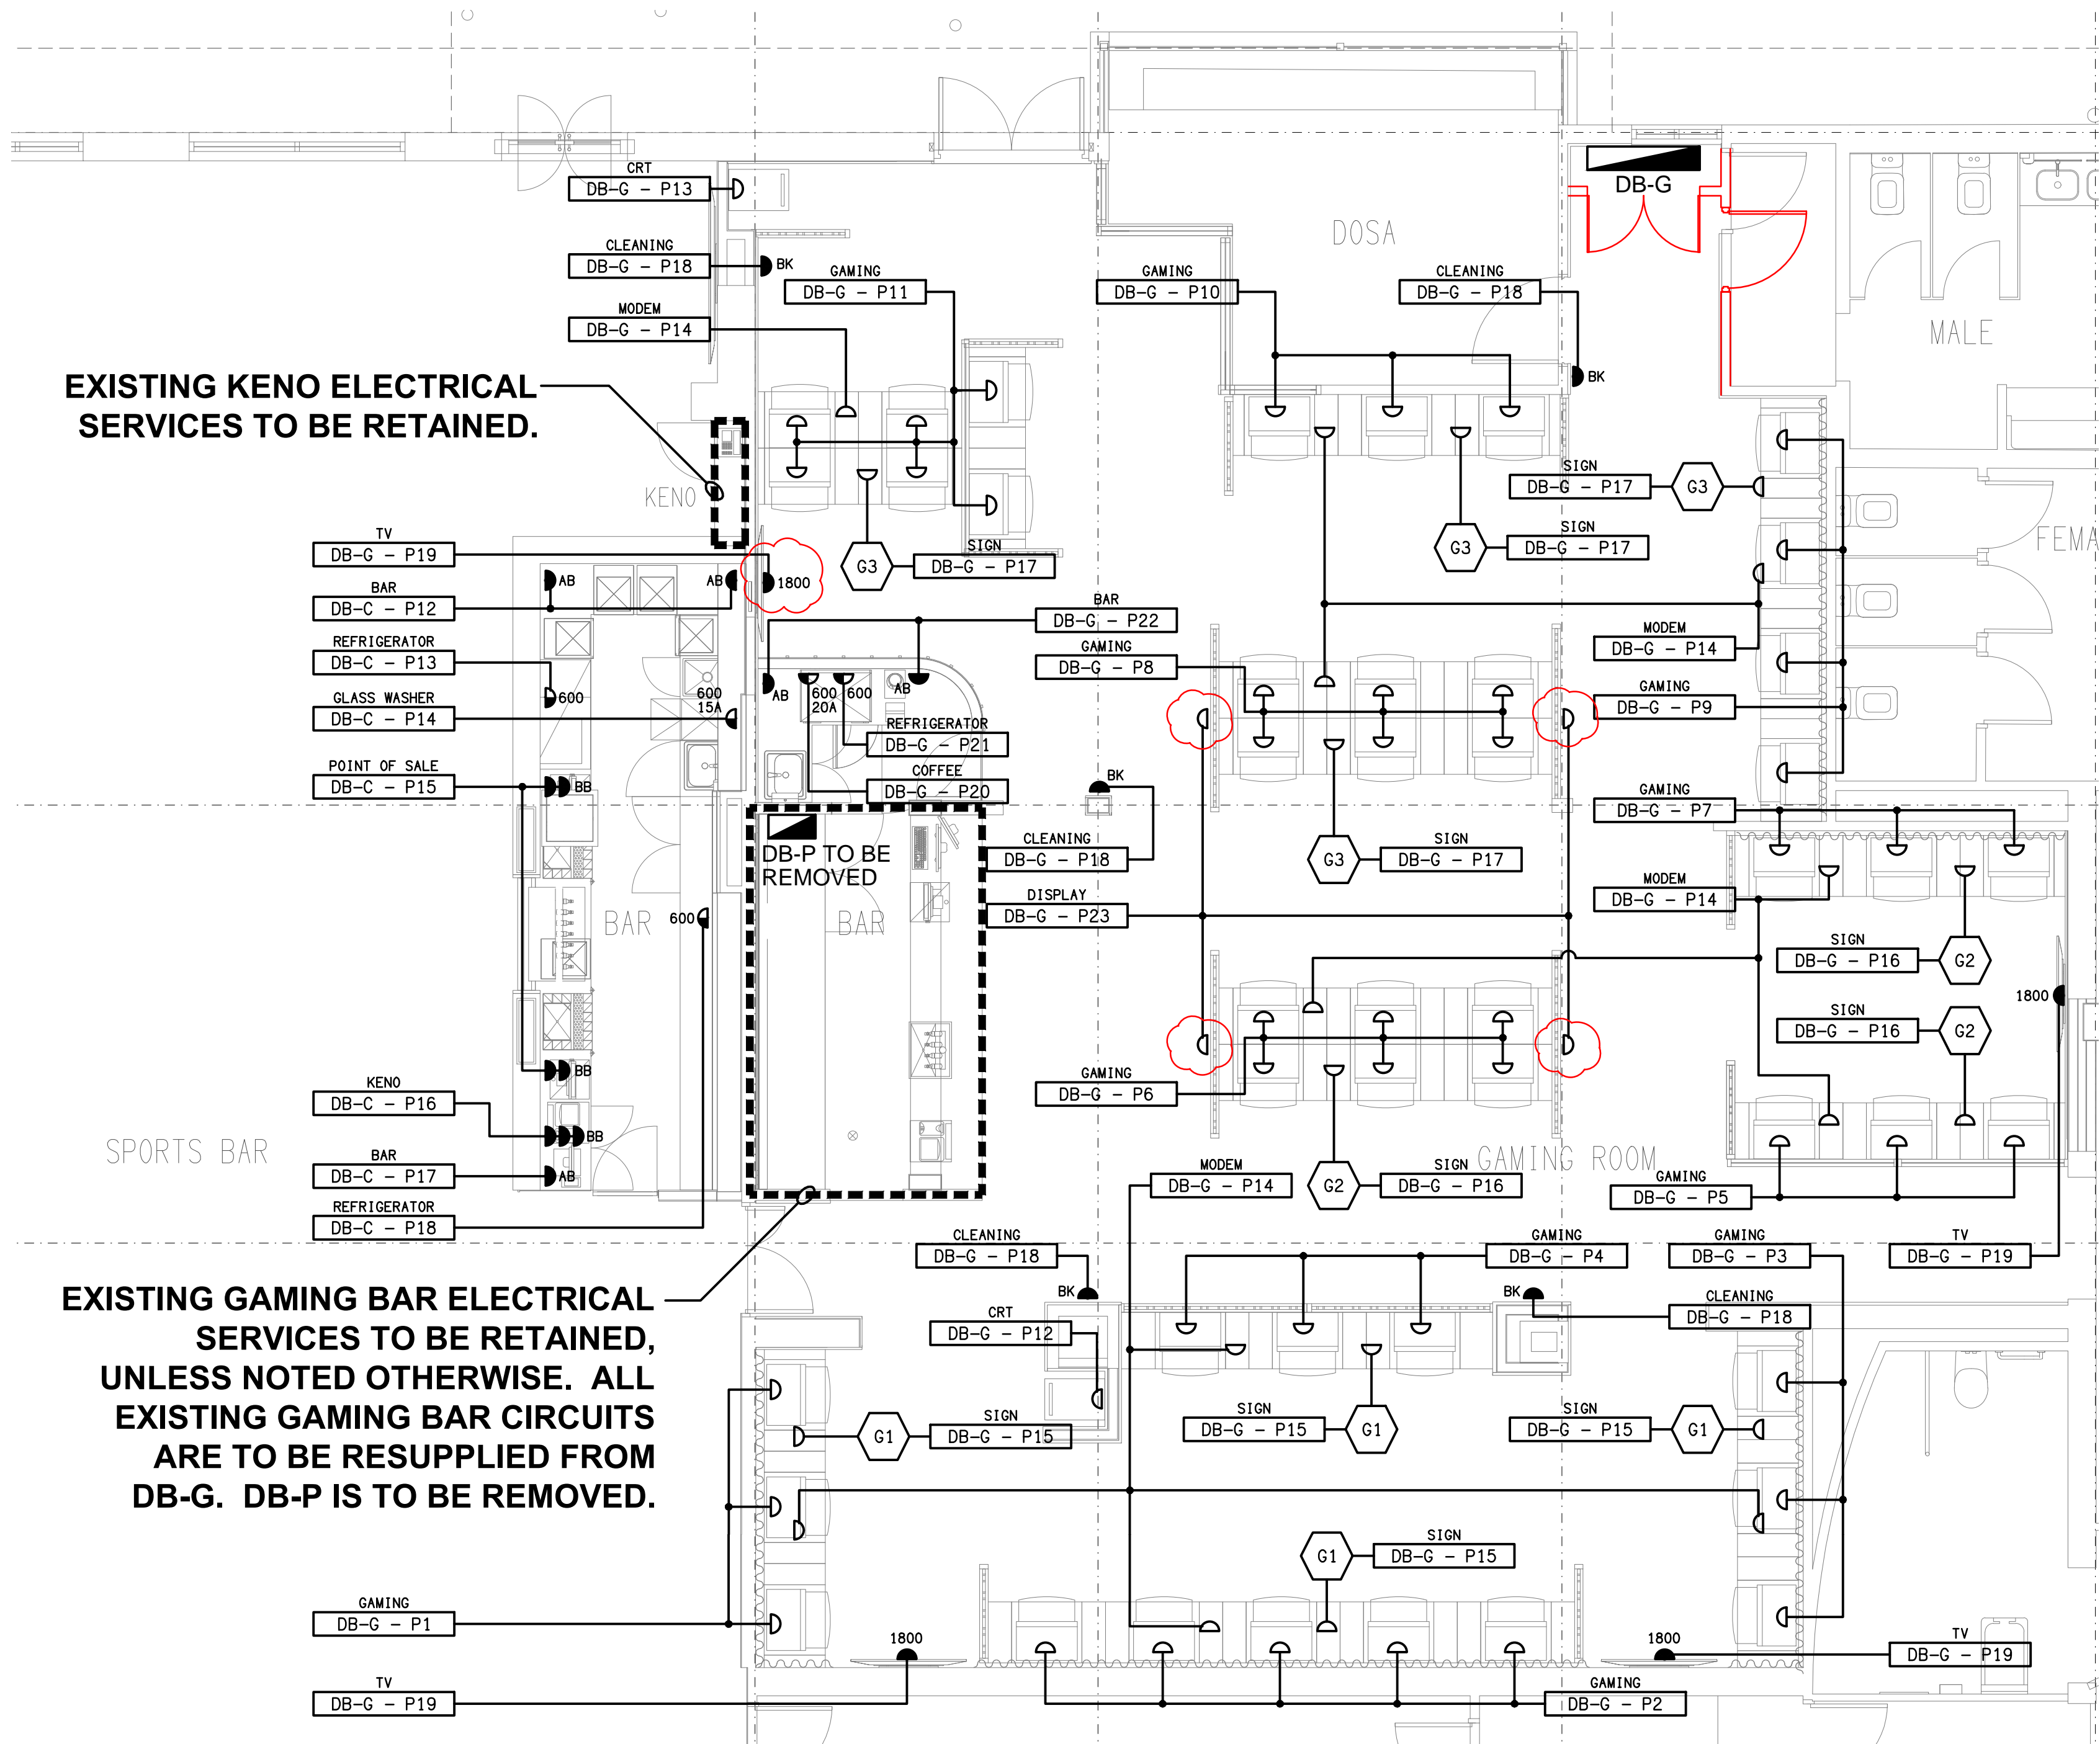 CRT
DB-G - P13
DB-G
CLEANING
DB-G - P18
BK
DOSA
GAMING
DB-G - P11
GAMING
DB-G - P10
CLEANING
DB-G - P18
BK
MODEM
DB-G - P14
MALE
EXISTING KENO ELECTRICAL
SERVICES TO BE RETAINED.
KENO
SIGN
DB-G - P17
G3
SIGN
DB-G - P17
G3
FEMA
TV
DB-G - P19
1800
G3
SIGN
DB-G - P17
BAR
DB-C - P12
AB
AB
BAR
DB-G - P22
AB
AB
REFRIGERATOR
DB-C - P13
600
GAMING
DB-G - P8
MODEM
DB-G - P14
GLASS WASHER
DB-C - P14
600
15A
600
20A
600
GAMING
DB-G - P9
REFRIGERATOR
DB-G - P21
COFFEE
DB-G - P20
POINT OF SALE
DB-C - P15
BB
BB
BK
GAMING
DB-G - P7
DB-P TO BE
REMOVED
CLEANING
DB-G - P18
G3
SIGN
DB-G - P17
MODEM
DB-G - P14
BAR
600
BAR
DISPLAY
DB-G - P23
SIGN
DB-G - P16
G2
1800
SIGN
DB-G - P16
G2
KENO
DB-C - P16
BB
GAMING
DB-G - P6
SPORTS BAR
BAR
DB-C - P17
AB
MODEM
DB-G - P14
G2
SIGN
DB-G - P16
GAMING ROOM
GAMING
DB-G - P5
REFRIGERATOR
DB-C - P18
CLEANING
DB-G - P18
BK
GAMING
DB-G - P4
GAMING
DB-G - P3
TV
DB-G - P19
EXISTING GAMING BAR ELECTRICAL
SERVICES TO BE RETAINED,
UNLESS NOTED OTHERWISE. ALL
EXISTING GAMING BAR CIRCUITS
ARE TO BE RESUPPLIED FROM
DB-G. DB-P IS TO BE REMOVED.
CRT
DB-G - P12
BK
CLEANING
DB-G - P18
G1
SIGN
DB-G - P15
SIGN
DB-G - P15
G1
SIGN
DB-G - P15
G1
G1
SIGN
DB-G - P15
GAMING
DB-G - P1
1800
1800
TV
DB-G - P19
TV
DB-G - P19
GAMING
DB-G - P2